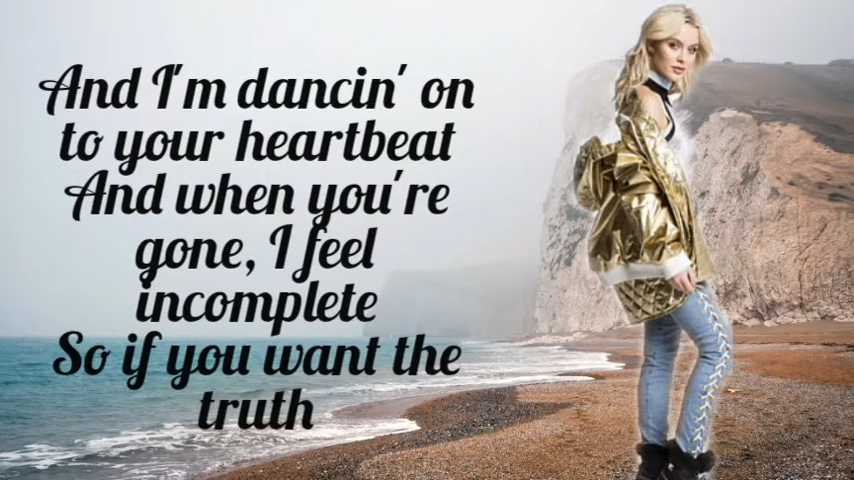 And I'm dancin' on
to your heartbeat
And when you're
gone, I feel
incomplete
So if you want the
truth